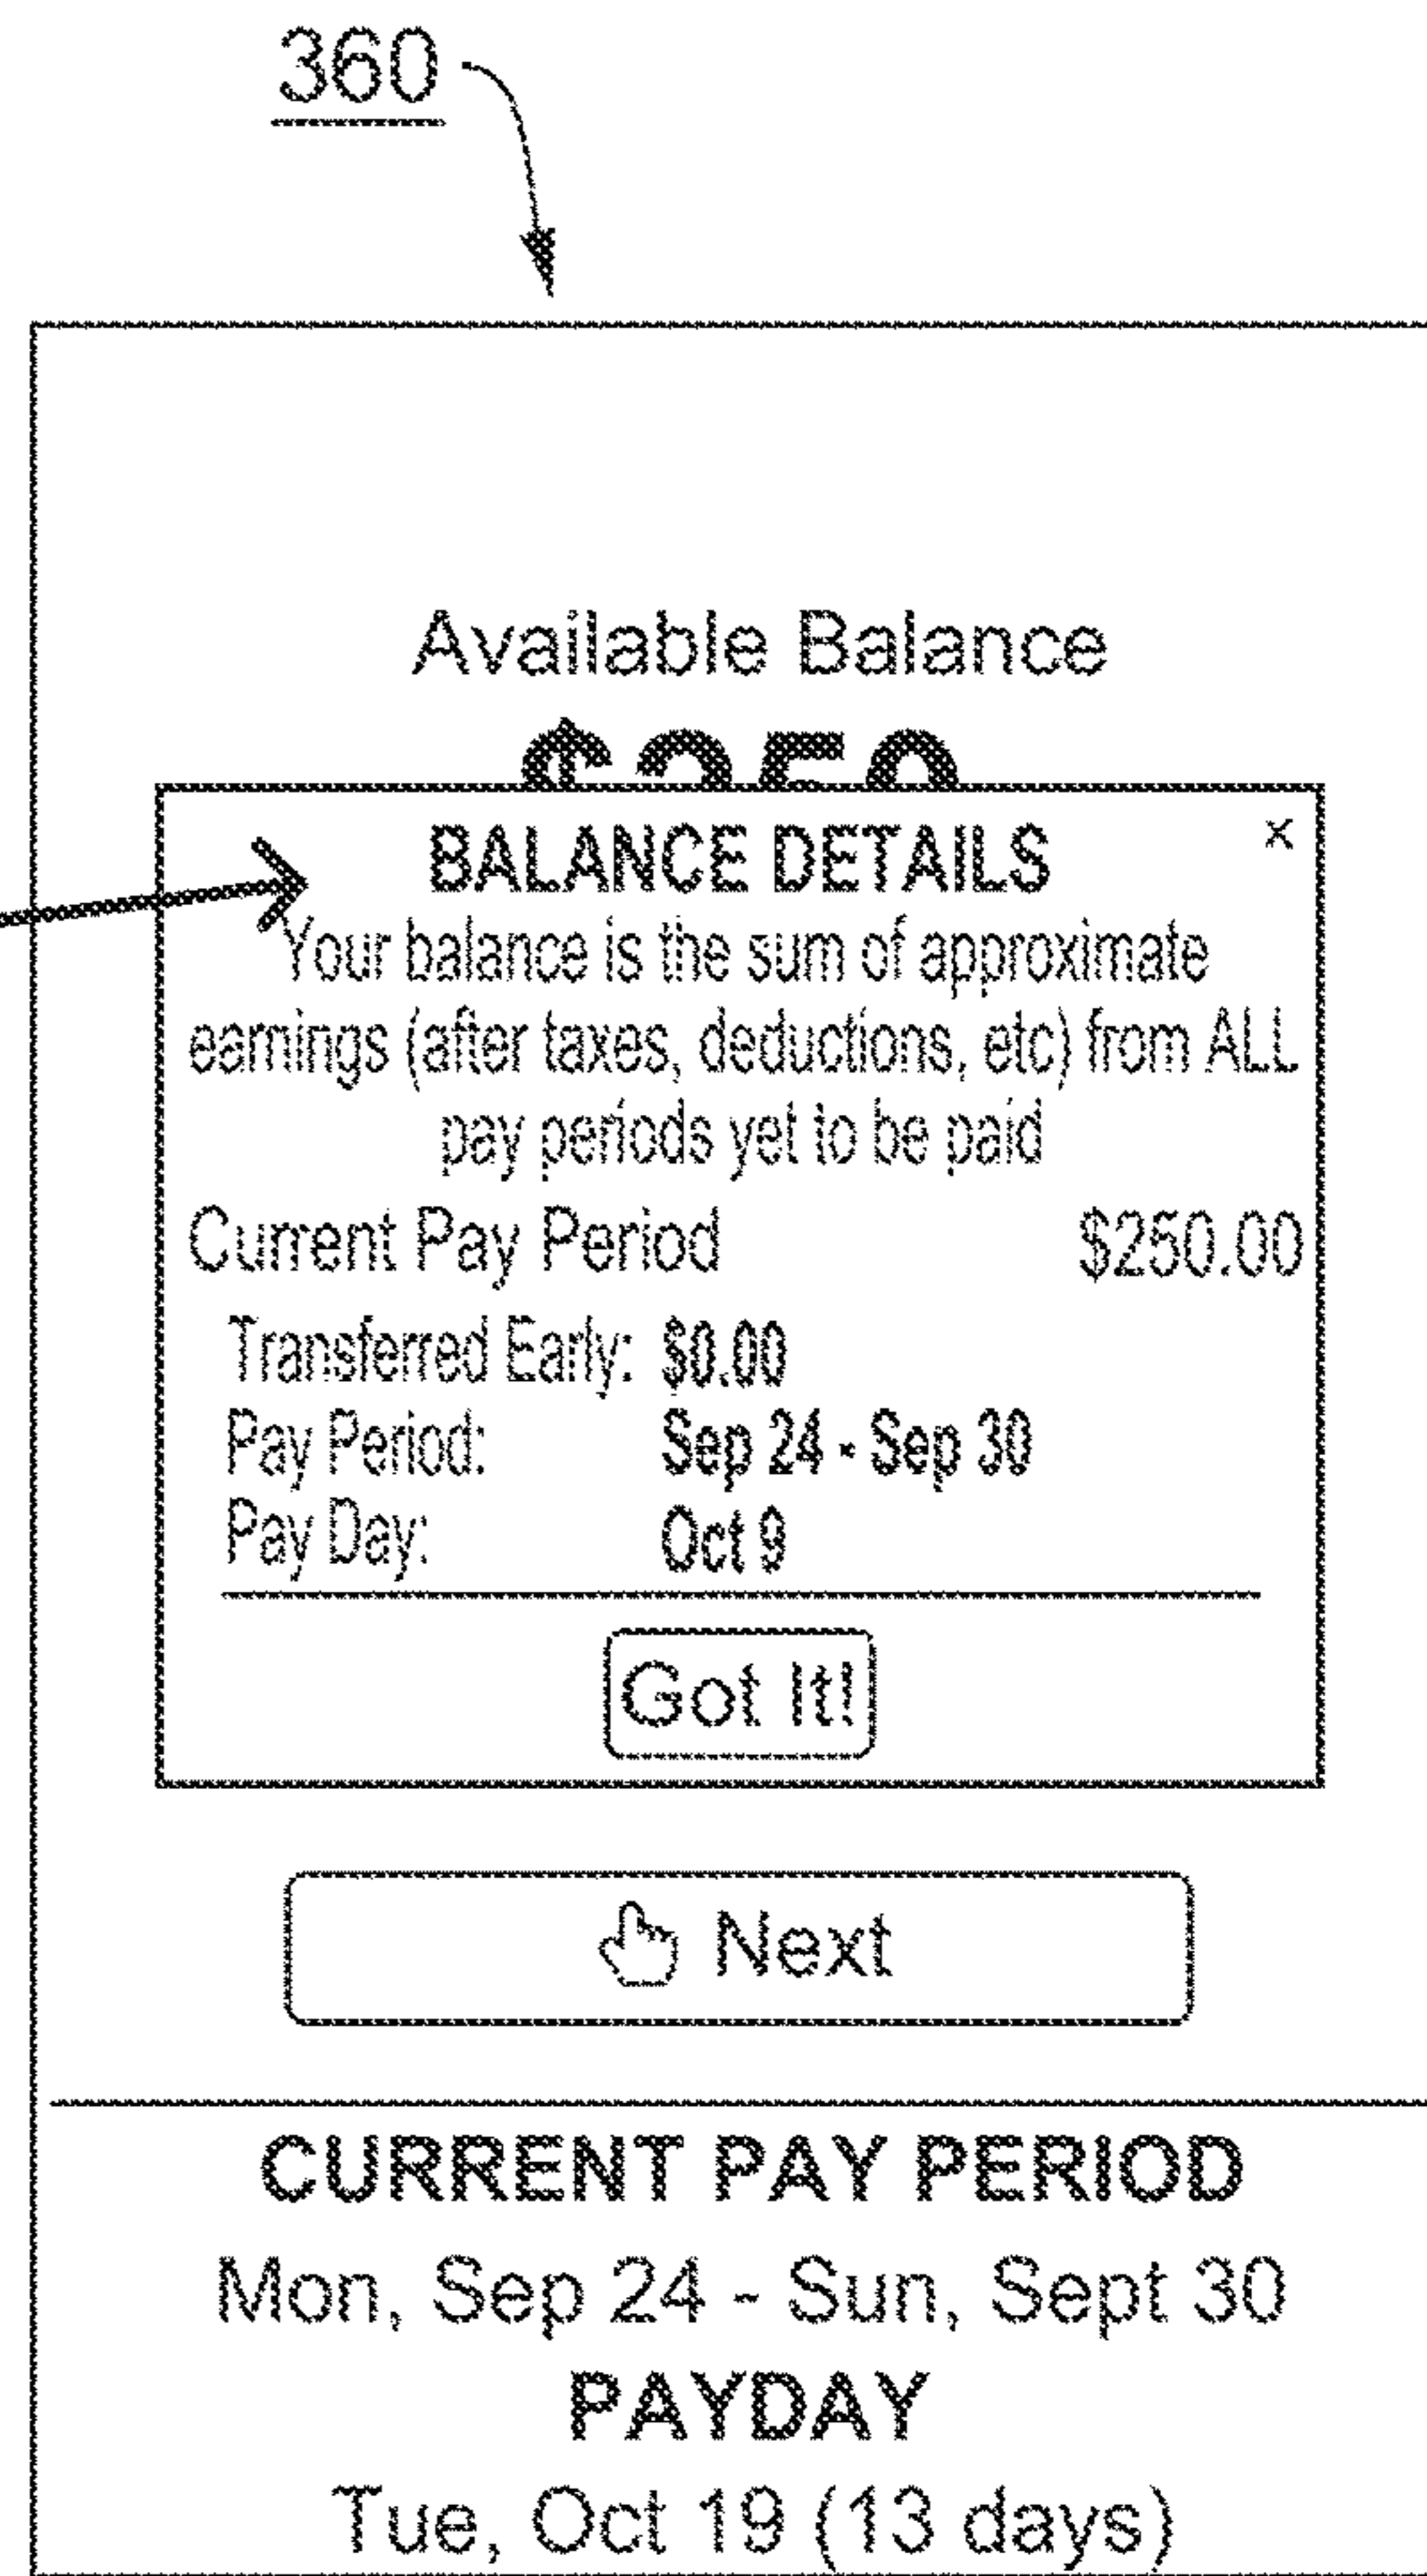 360
Available Balance
$250
BALANCE DETAILS
x
Your balance is the sum of approximate
earnings (after taxes, deductions, etc) from ALL
pay periods yet to be paid
Current Pay Period $250.00
Transferred Early: $0.00
Pay Period: Sep 24 - Sep 30
Pay Day: Oct 9
Got It!
Next
CURRENT PAY PERIOD
Mon, Sep 24 - Sun, Sept 30
PAYDAY
Tue, Oct 19 (13 days)